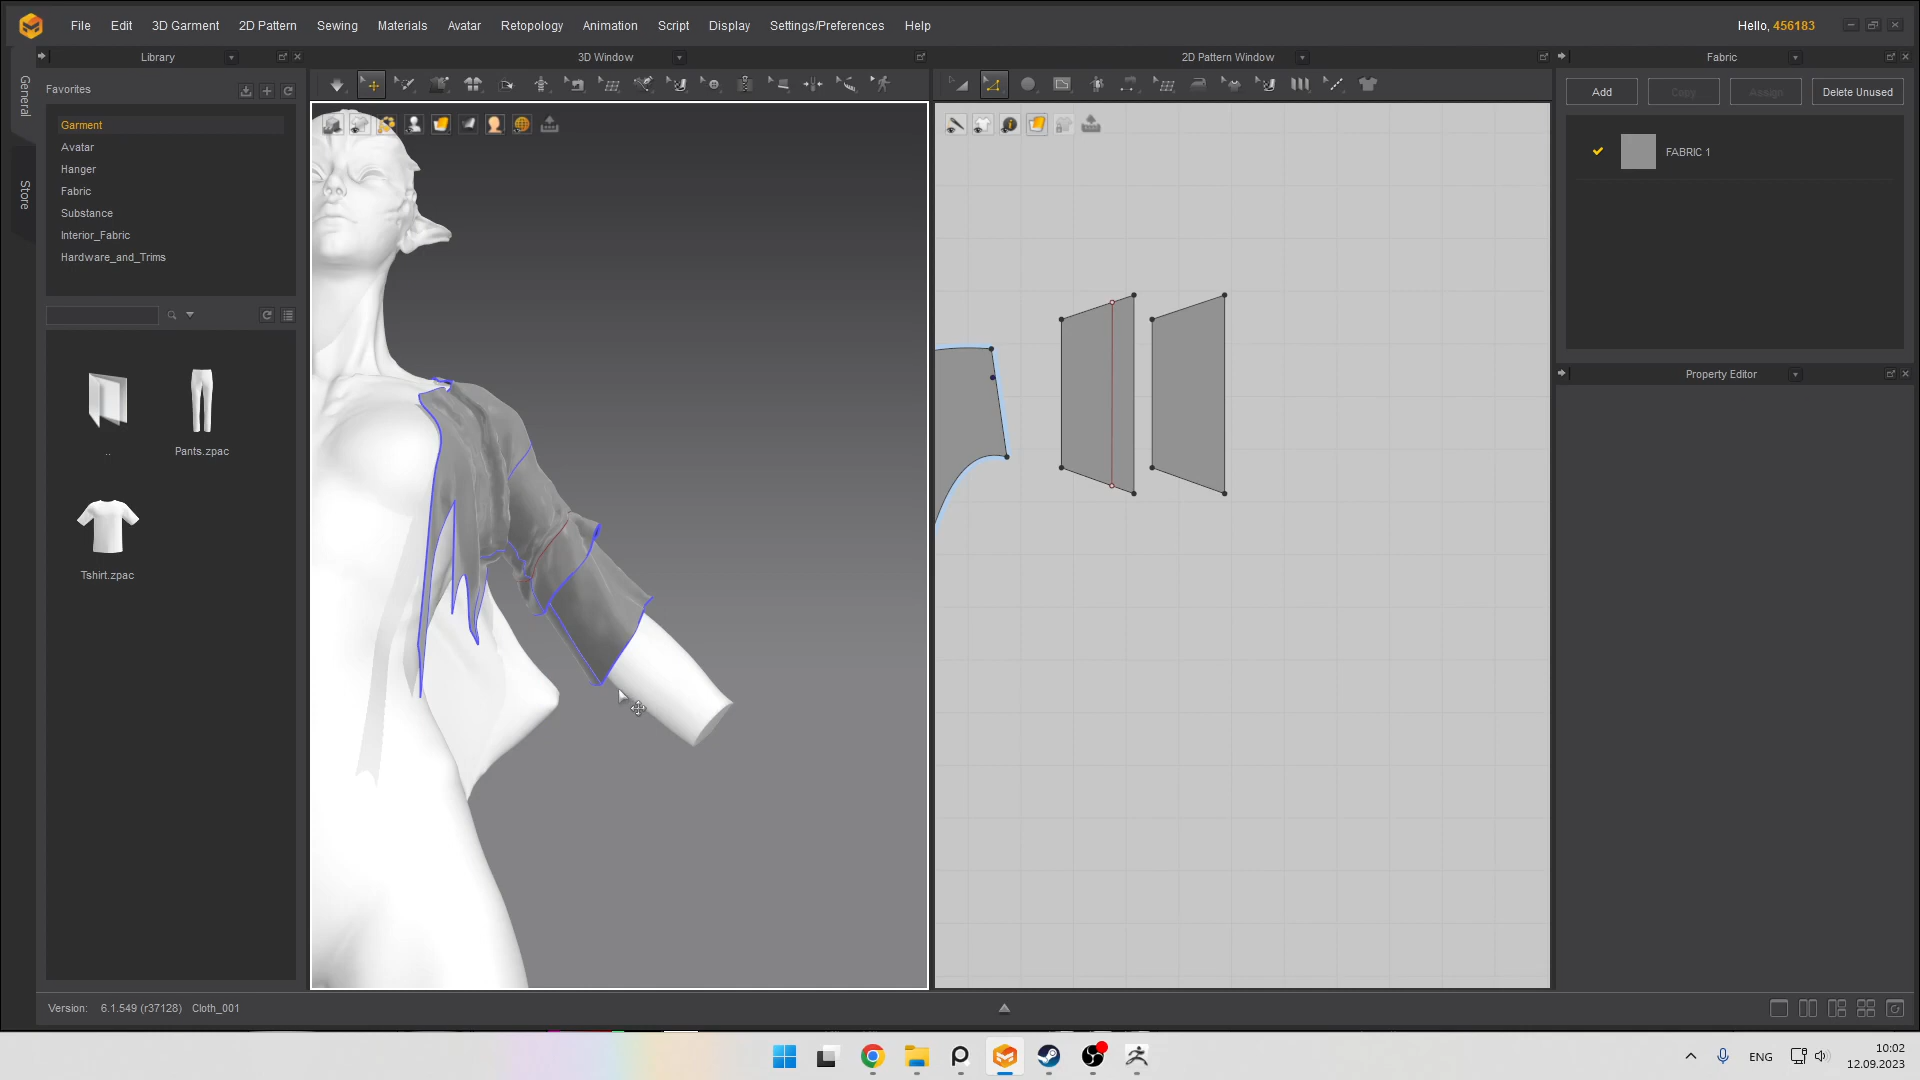 File Edit 3D Garment 2D Pattern Sewing Materials Avatar Retopology Animation Script Display Settings/Preferences Help
Hello, 456183
Library
3D Window
2D Pattern Window
Fabric
General
Store
Favorites
Garment
Avatar
Hanger
Fabric
Substance
Interior_Fabric
Hardware_and_Trims
..
Pants.zpac
Tshirt.zpac
Add
Copy
Assign
Delete Unused
FABRIC 1
Property Editor
Version: 6.1.549 (r37128) Cloth_001
ENG
10:02
12.09.2023